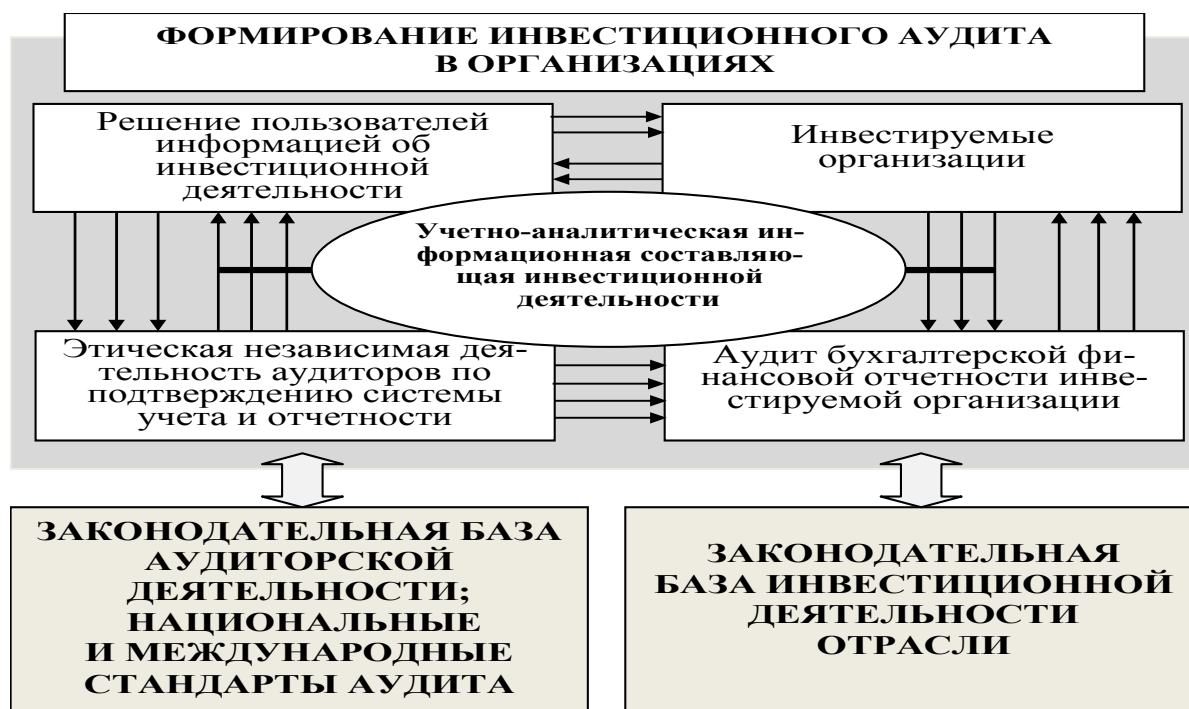 ФОРМИРОВАНИЕ ИНВЕСТИЦИОННОГО АУДИТА
В ОРГАНИЗАЦИЯХ
Решение пользователей
информацией об
инвестиционной
деятельности
Инвестируемые
организации
Учетно-аналитическая ин-
формационная составляю-
щая инвестиционной
деятельности
Этическая независимая дея-
тельность аудиторов по
подтверждению системы
учета и отчетности
Аудит бухгалтерской фи-
нансовой отчетности инве-
стируемой организации
ЗАКОНОДАТЕЛЬНАЯ БАЗА
АУДИТОРСКОЙ
ДЕЯТЕЛЬНОСТИ;
НАЦИОНАЛЬНЫЕ
И МЕЖДУНАРОДНЫЕ
СТАНДАРТЫ АУДИТА
ЗАКОНОДАТЕЛЬНАЯ
БАЗА ИНВЕСТИЦИОННОЙ
ДЕЯТЕЛЬНОСТИ
ОТРАСЛИ